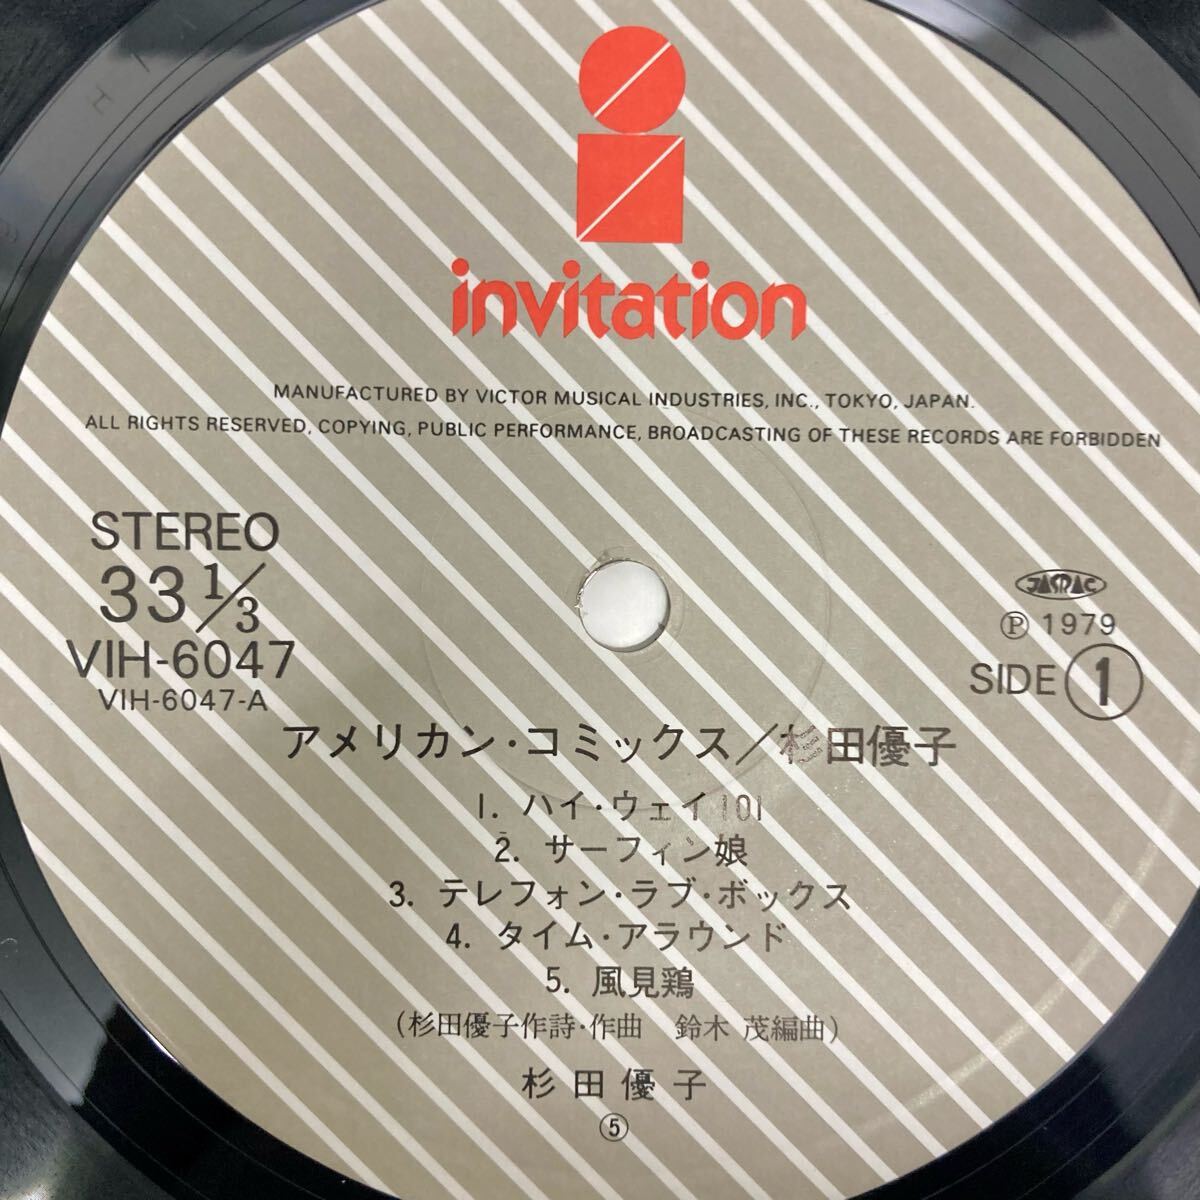 invitation
MANUFACTURED BY VICTOR MUSICAL INDUSTRIES, INC., TOKYO, JAPAN.
ALL RIGHTS RESERVED, COPYING, PUBLIC PERFORMANCE, BROADCASTING OF THESE RECORDS ARE FORBIDDEN
STEREO
33 1/3
VIH-6047
VIH-6047-A
JASRAC
Ⓟ 1979
SIDE 1
アメリカン・コミックス/杉田優子
1. ハイ・ウェイ101
2. サーフィン娘
3. テレフォン・ラブ・ボックス
4. タイム・アラウンド
5. 風見鶏
(杉田優子作詩・作曲 鈴木 茂編曲)
杉田優子
⑤